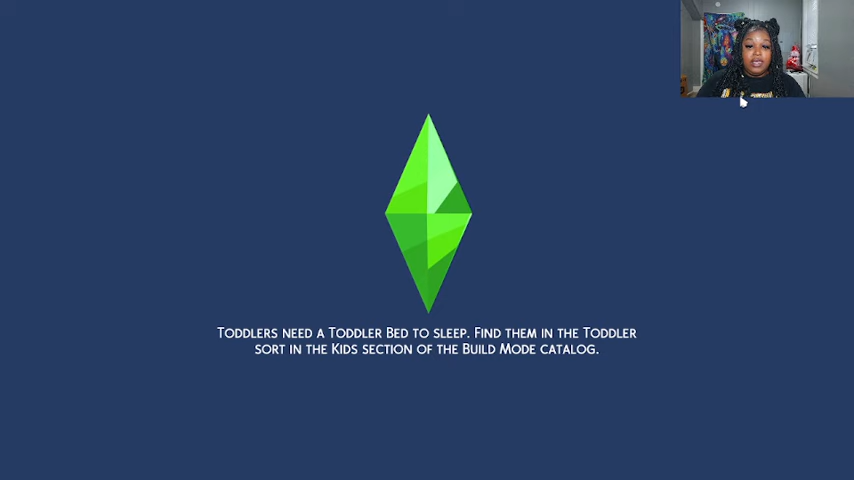 Toddlers need a Toddler Bed to sleep. Find them in the Toddler
sort in the Kids section of the Build Mode catalog.